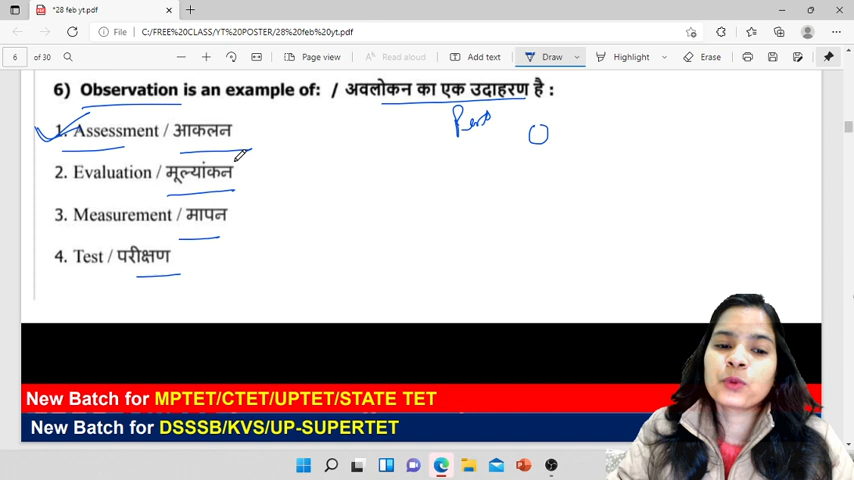 *28 feb yt.pdf
File
C:/FREE%20CLASS/YT%20POSTER/28%20feb%20yt.pdf
6 of 30
Page view
Read aloud
Add text
Draw
Highlight
Erase
6) Observation is an example of: / अवलोकन का एक उदाहरण है :
1. Assessment / आकलन
2. Evaluation / मूल्यांकन
3. Measurement / मापन
4. Test / परीक्षण
New Batch for MPTET/CTET/UPTET/STATE TET
New Batch for DSSSB/KVS/UP-SUPERTET